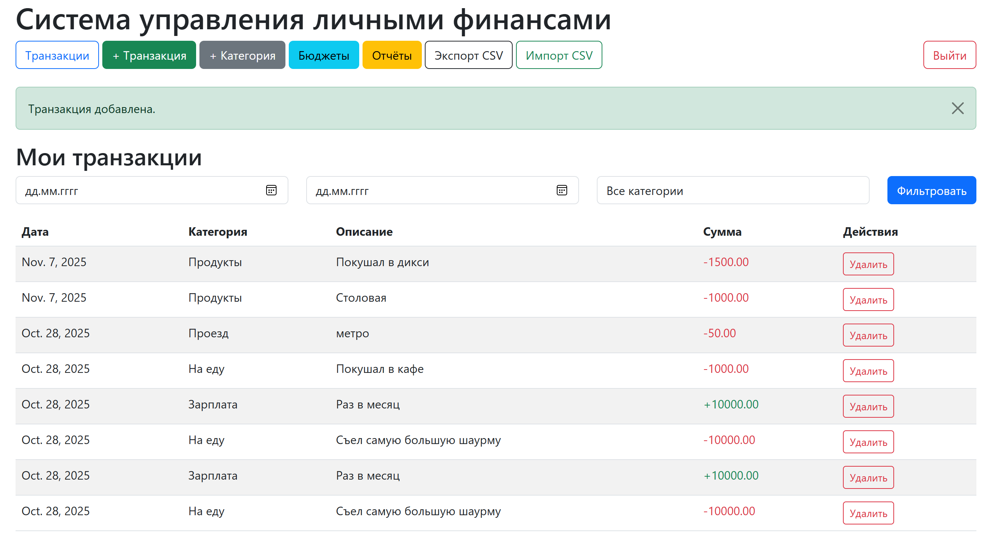 Система управления личными финансами
Транзакции + Транзакция + Категория Бюджеты Отчёты Экспорт CSV Импорт CSV Выйти
Транзакция добавлена.
Мои транзакции
дд.мм.гггг дд.мм.гггг Все категории Фильтровать
Дата Категория Описание Сумма Действия
Nov. 7, 2025 Продукты Покушал в дикси -1500.00 Удалить
Nov. 7, 2025 Продукты Столовая -1000.00 Удалить
Oct. 28, 2025 Проезд метро -50.00 Удалить
Oct. 28, 2025 На еду Покушал в кафе -1000.00 Удалить
Oct. 28, 2025 Зарплата Раз в месяц +10000.00 Удалить
Oct. 28, 2025 На еду Съел самую большую шаурму -10000.00 Удалить
Oct. 28, 2025 Зарплата Раз в месяц +10000.00 Удалить
Oct. 28, 2025 На еду Съел самую большую шаурму -10000.00 Удалить